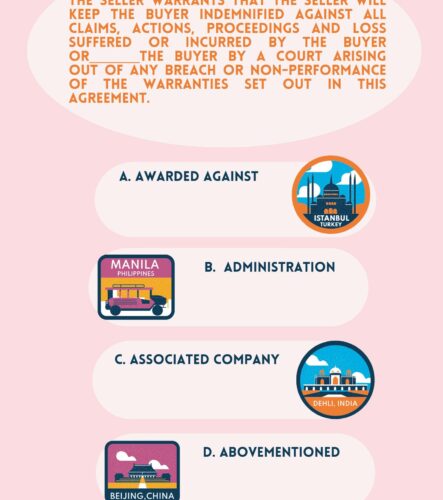 THE SELLER WARRANTS THAT THE SELLER WILL
KEEP THE BUYER INDEMNIFIED AGAINST ALL
CLAIMS, ACTIONS, PROCEEDINGS AND LOSS
SUFFERED OR INCURRED BY THE BUYER
OR______THE BUYER BY A COURT ARISING
OUT OF ANY BREACH OR NON-PERFORMANCE
OF THE WARRANTIES SET OUT IN THIS
AGREEMENT.
A. AWARDED AGAINST
ISTANBUL
TURKEY
MANILA
PHILIPPINES
B. ADMINISTRATION
C. ASSOCIATED COMPANY
DEHLI, INDIA
D. ABOVEMENTIONED
BEIJING,CHINA